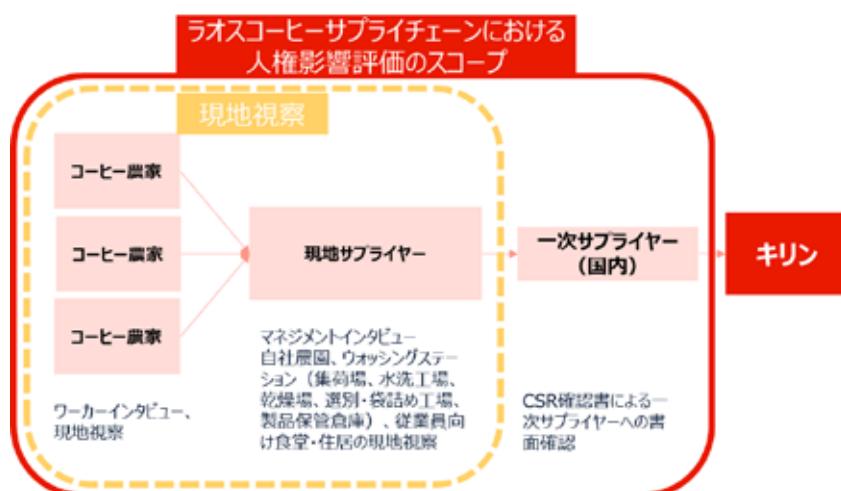 ラオスコーヒーサプライチェーンにおける
人権影響評価のスコープ
現地視察
コーヒー農家
コーヒー農家
コーヒー農家
現地サプライヤー
一次サプライヤー
（国内）
キリン
ワーカーインタビュー、
現地視察
マネジメントインタビュー
自社農園、ウォッシングステー
ション（集荷場、水洗工場、
乾燥場、選別・袋詰め工場、
製品保管倉庫）、従業員向
け食堂・住居の現地視察
CSR確認書による一
次サプライヤーへの書
面確認